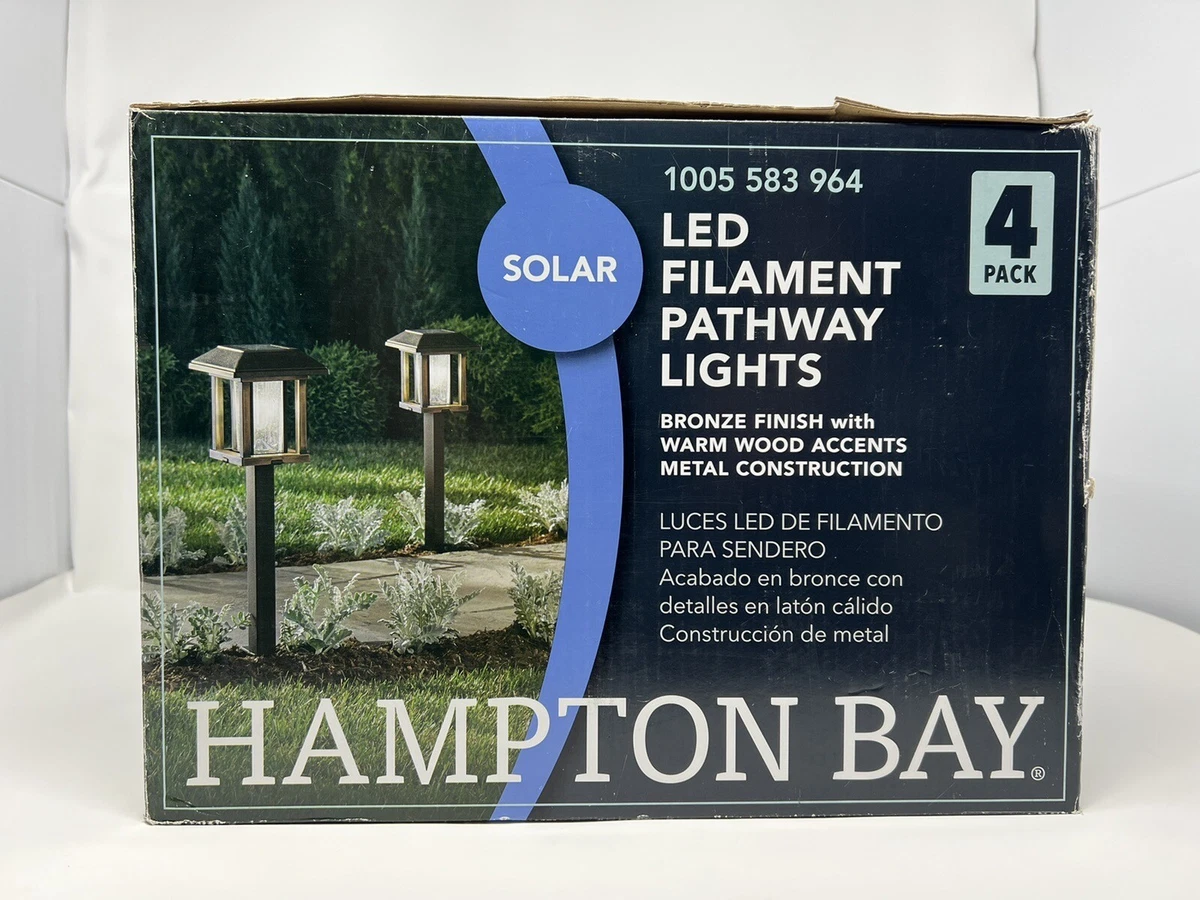 SOLAR
1005 583 964
LED
FILAMENT
PATHWAY
LIGHTS
4
PACK
BRONZE FINISH with
WARM WOOD ACCENTS
METAL CONSTRUCTION
LUCES LED DE FILAMENTO
PARA SENDERO
Acabado en bronce con
detalles en latón cálido
Construcción de metal
HAMPTON BAY®